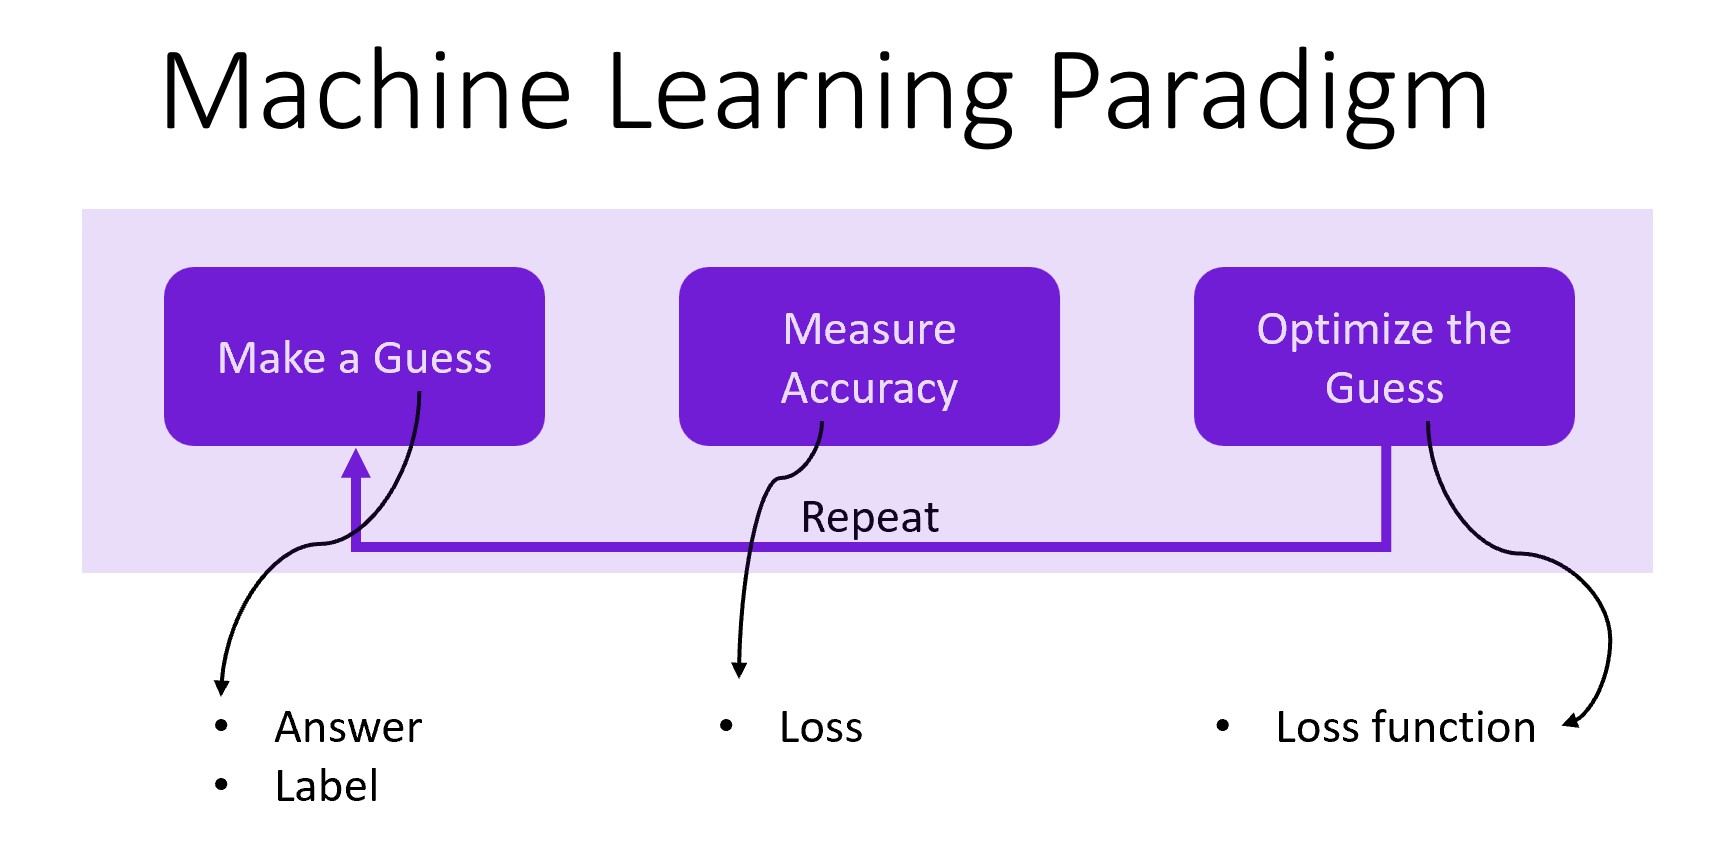 Machine Learning Paradigm
Make a Guess
Measure
Accuracy
Optimize the
Guess
Repeat
• Answer
• Label
• Loss
• Loss function